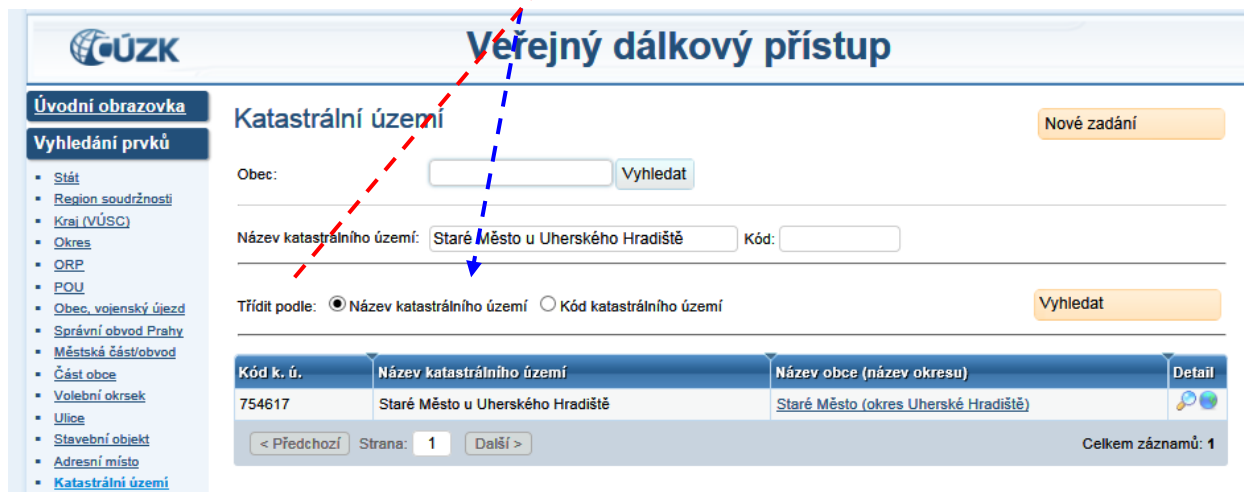 ČÚZK
Veřejný dálkový přístup
Úvodní obrazovka
Vyhledání prvků
Stát
Region soudržnosti
Kraj (VÚSC)
Okres
ORP
POU
Obec, vojenský újezd
Správní obvod Prahy
Městská část/obvod
Část obce
Volební okrsek
Ulice
Stavební objekt
Adresní místo
Katastrální území
Katastrální území
Nové zadání
Obec: Vyhledat
Název katastrálního území: Staré Město u Uherského Hradiště Kód:
Třídit podle: Název katastrálního území Kód katastrálního území Vyhledat
Kód k. ú. Název katastrálního území Název obce (název okresu) Detail
754617 Staré Město u Uherského Hradiště Staré Město (okres Uherské Hradiště)
< Předchozí Strana: 1 Další > Celkem záznamů: 1